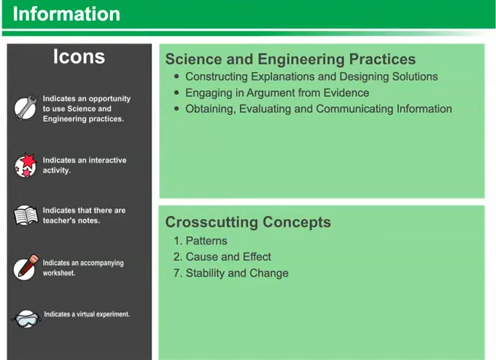 Information
Icons
Indicates an opportunity
to use Science and
Engineering practices.
Indicates an interactive
activity.
Indicates that there are
teacher's notes.
Indicates an accompanying
worksheet.
Indicates a virtual experiment.
Science and Engineering Practices
• Constructing Explanations and Designing Solutions
• Engaging in Argument from Evidence
• Obtaining, Evaluating and Communicating Information
Crosscutting Concepts
1. Patterns
2. Cause and Effect
7. Stability and Change